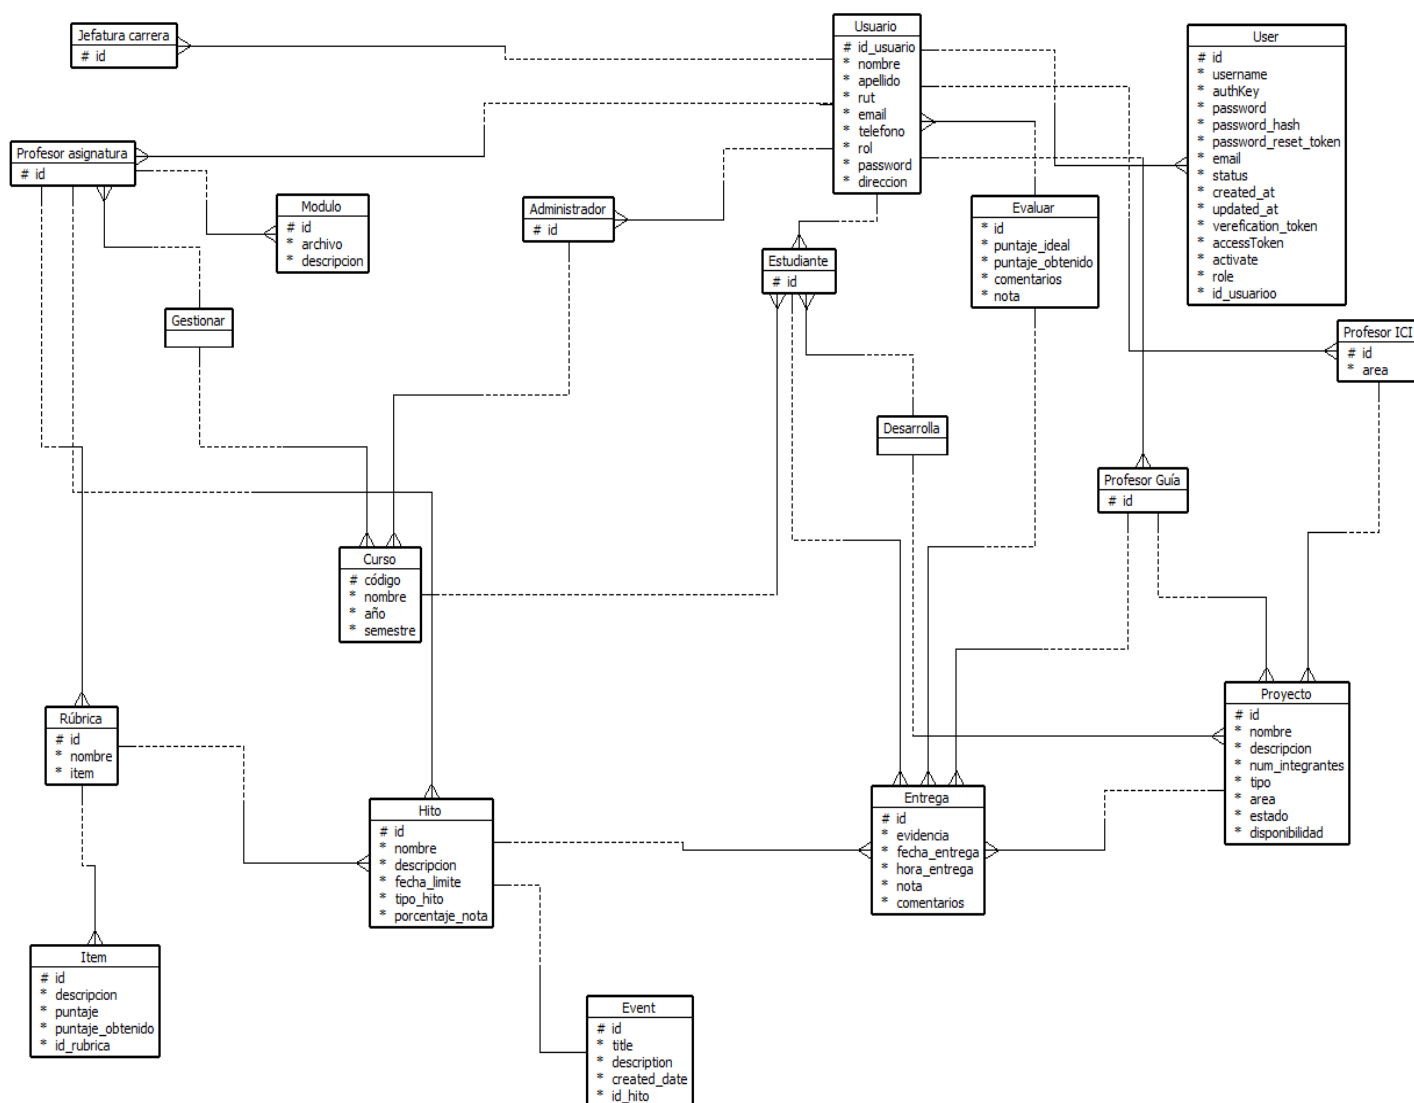 Jefatura carrera
# id
Usuario
# id_usuario
* nombre
* apellido
* rut
* email
* telefono
* rol
* password
* direccion
User
# id
* username
* authKey
* password
* password_hash
* password_reset_token
* email
* status
* created_at
* updated_at
* verefication_token
* accessToken
* activate
* role
* id_usuarioo
Profesor asignatura
# id
Modulo
# id
* archivo
* descripcion
Administrador
# id
Evaluar
* id
* puntaje_ideal
* puntaje_obtenido
* comentarios
* nota
Estudiante
# id
Gestionar
Profesor ICI
# id
* area
Desarrolla
Profesor Guía
# id
Curso
# código
* nombre
* año
* semestre
Rúbrica
# id
* nombre
* item
Proyecto
# id
* nombre
* descripcion
* num_integrantes
* tipo
* area
* estado
* disponibilidad
Hito
# id
* nombre
* descripcion
* fecha_limite
* tipo_hito
* porcentaje_nota
Entrega
# id
* evidencia
* fecha_entrega
* hora_entrega
* nota
* comentarios
Item
# id
* descripcion
* puntaje
* puntaje_obtenido
* id_rubrica
Event
# id
* title
* description
* created_date
* id_hito